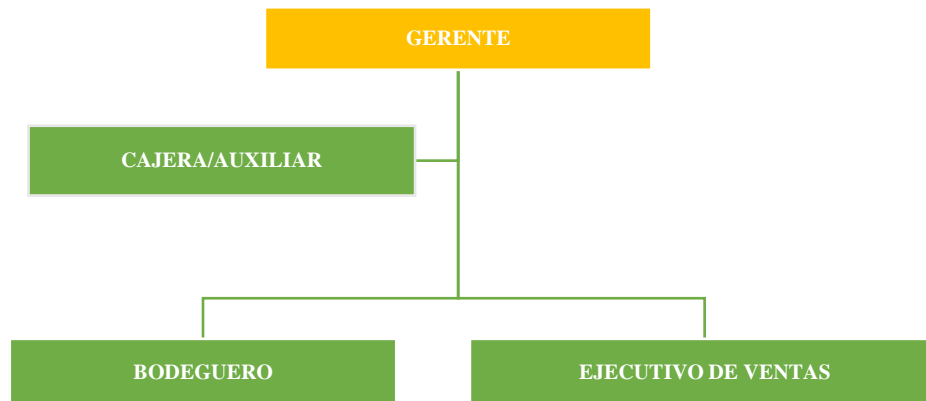 GERENTE
CAJERA/AUXILIAR
BODEGUERO
EJECUTIVO DE VENTAS